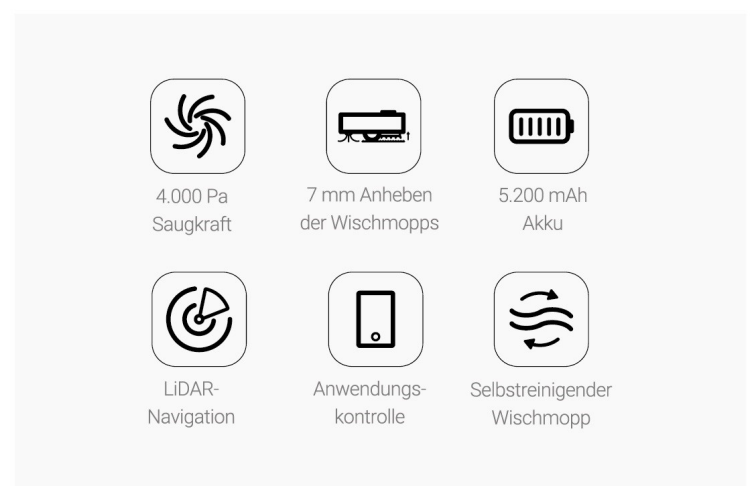 4.000 Pa
Saugkraft
7 mm Anheben
der Wischmopps
5.200 mAh
Akku
LiDAR-
Navigation
Anwendungs-
kontrolle
Selbstreinigender
Wischmopp